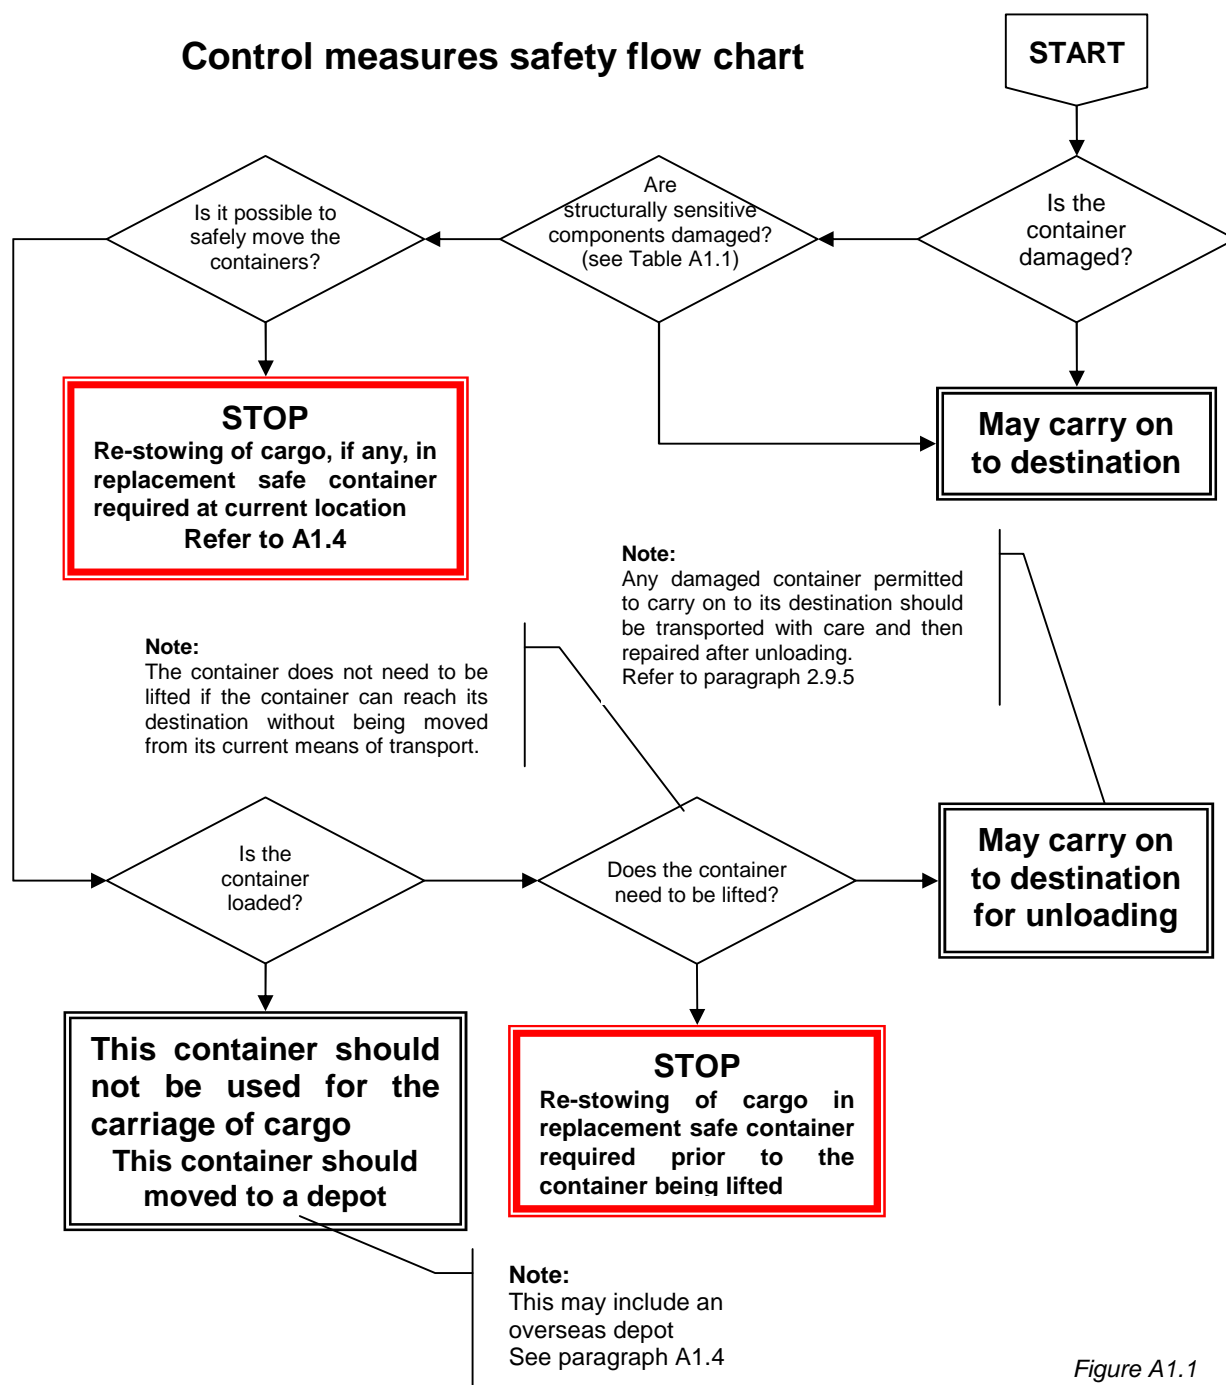 Control measures safety flow chart
START
Is the
container
damaged?
Are
structurally sensitive
components damaged?
(see Table A1.1)
Is it possible to
safely move the
containers?
STOP
Re-stowing of cargo, if any, in
replacement safe container
required at current location
Refer to A1.4
May carry on
to destination
Note:
Any damaged container permitted
to carry on to its destination should
be transported with care and then
repaired after unloading.
Refer to paragraph 2.9.5
Note:
The container does not need to be
lifted if the container can reach its
destination without being moved
from its current means of transport.
Is the
container
loaded?
Does the container
need to be lifted?
May carry on
to destination
for unloading
This container should
not be used for the
carriage of cargo
This container should
moved to a depot
STOP
Re-stowing of cargo in
replacement safe container
required prior to the
container being lifted
Note:
This may include an
overseas depot
See paragraph A1.4
Figure A1.1